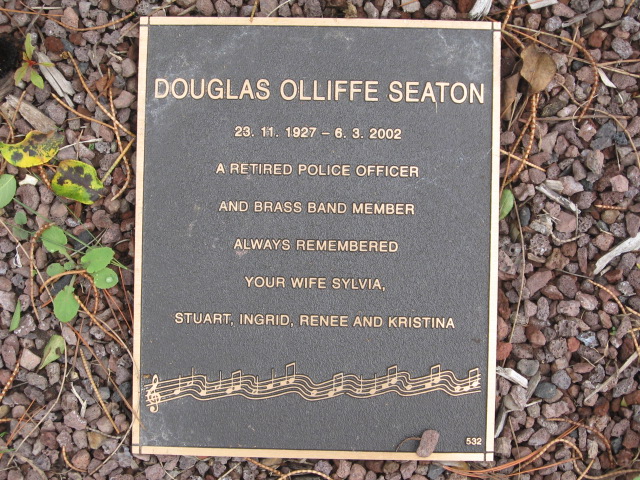 DOUGLAS OLLIFFE SEATON
23. 11. 1927 – 6. 3. 2002
A RETIRED POLICE OFFICER
AND BRASS BAND MEMBER
ALWAYS REMEMBERED
YOUR WIFE SYLVIA,
STUART, INGRID, RENEE AND KRISTINA
532